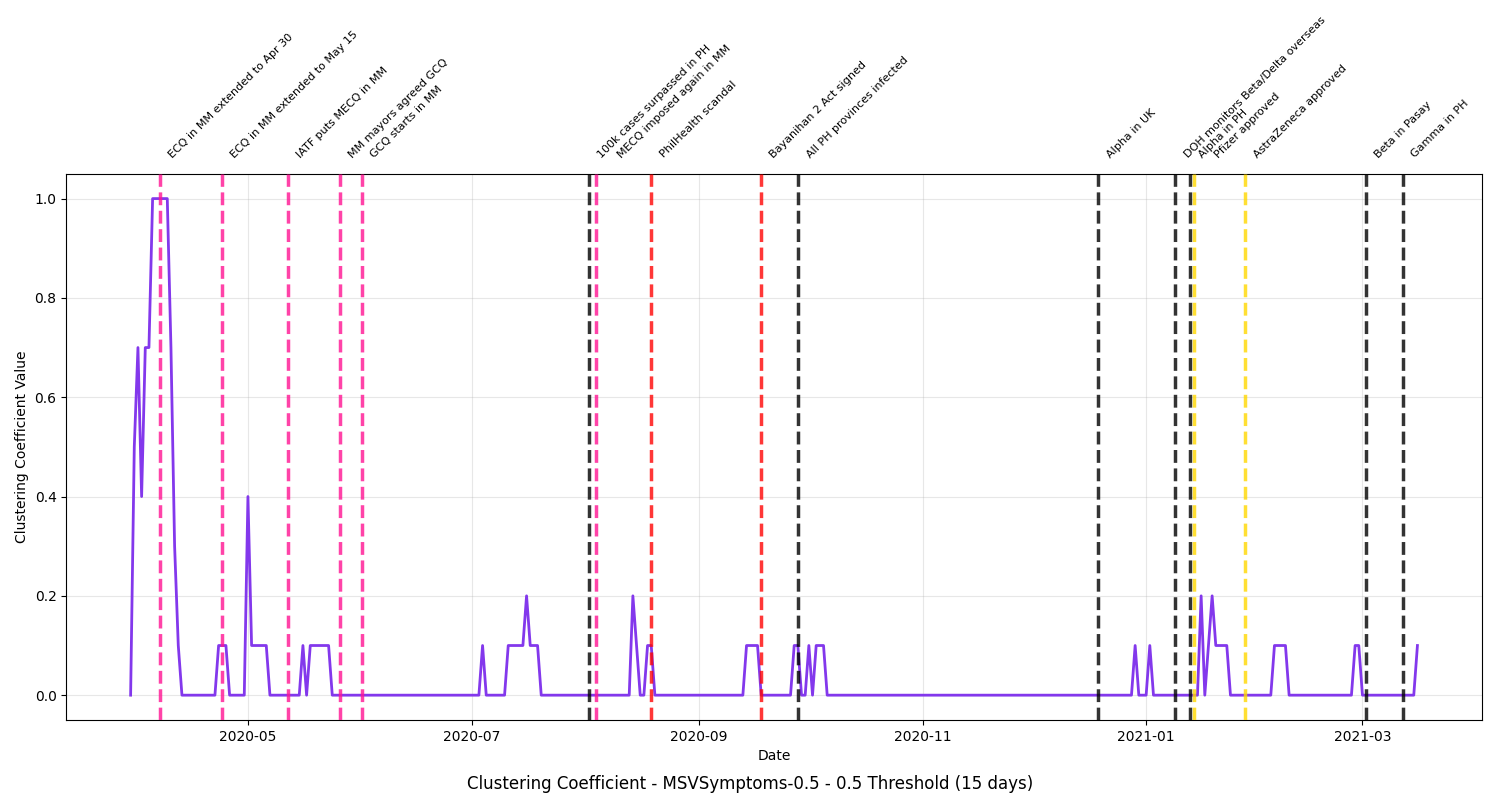 ECQ in MM extended to Apr 30
ECQ in MM extended to May 15
IATF puts MECQ in MM
MM mayors agreed GCQ
GCQ starts in MM
100k cases surpassed in PH
MECQ imposed again in MM
PhilHealth scandal
Bayanihan 2 Act signed
All PH provinces infected
Alpha in UK
DOH monitors Beta/Delta overseas
Alpha in PH
Pfizer approved
AstraZeneca approved
Beta in Pasay
Gamma in PH
1.0
0.8
0.6
0.4
0.2
0.0
Clustering Coefficient Value
2020-05
2020-07
2020-09
2020-11
2021-01
2021-03
Date
Clustering Coefficient - MSVSymptoms-0.5 - 0.5 Threshold (15 days)